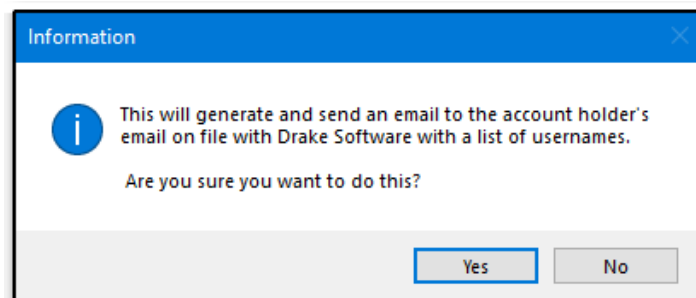 Information
This will generate and send an email to the account holder's
email on file with Drake Software with a list of usernames.
Are you sure you want to do this?
Yes
No